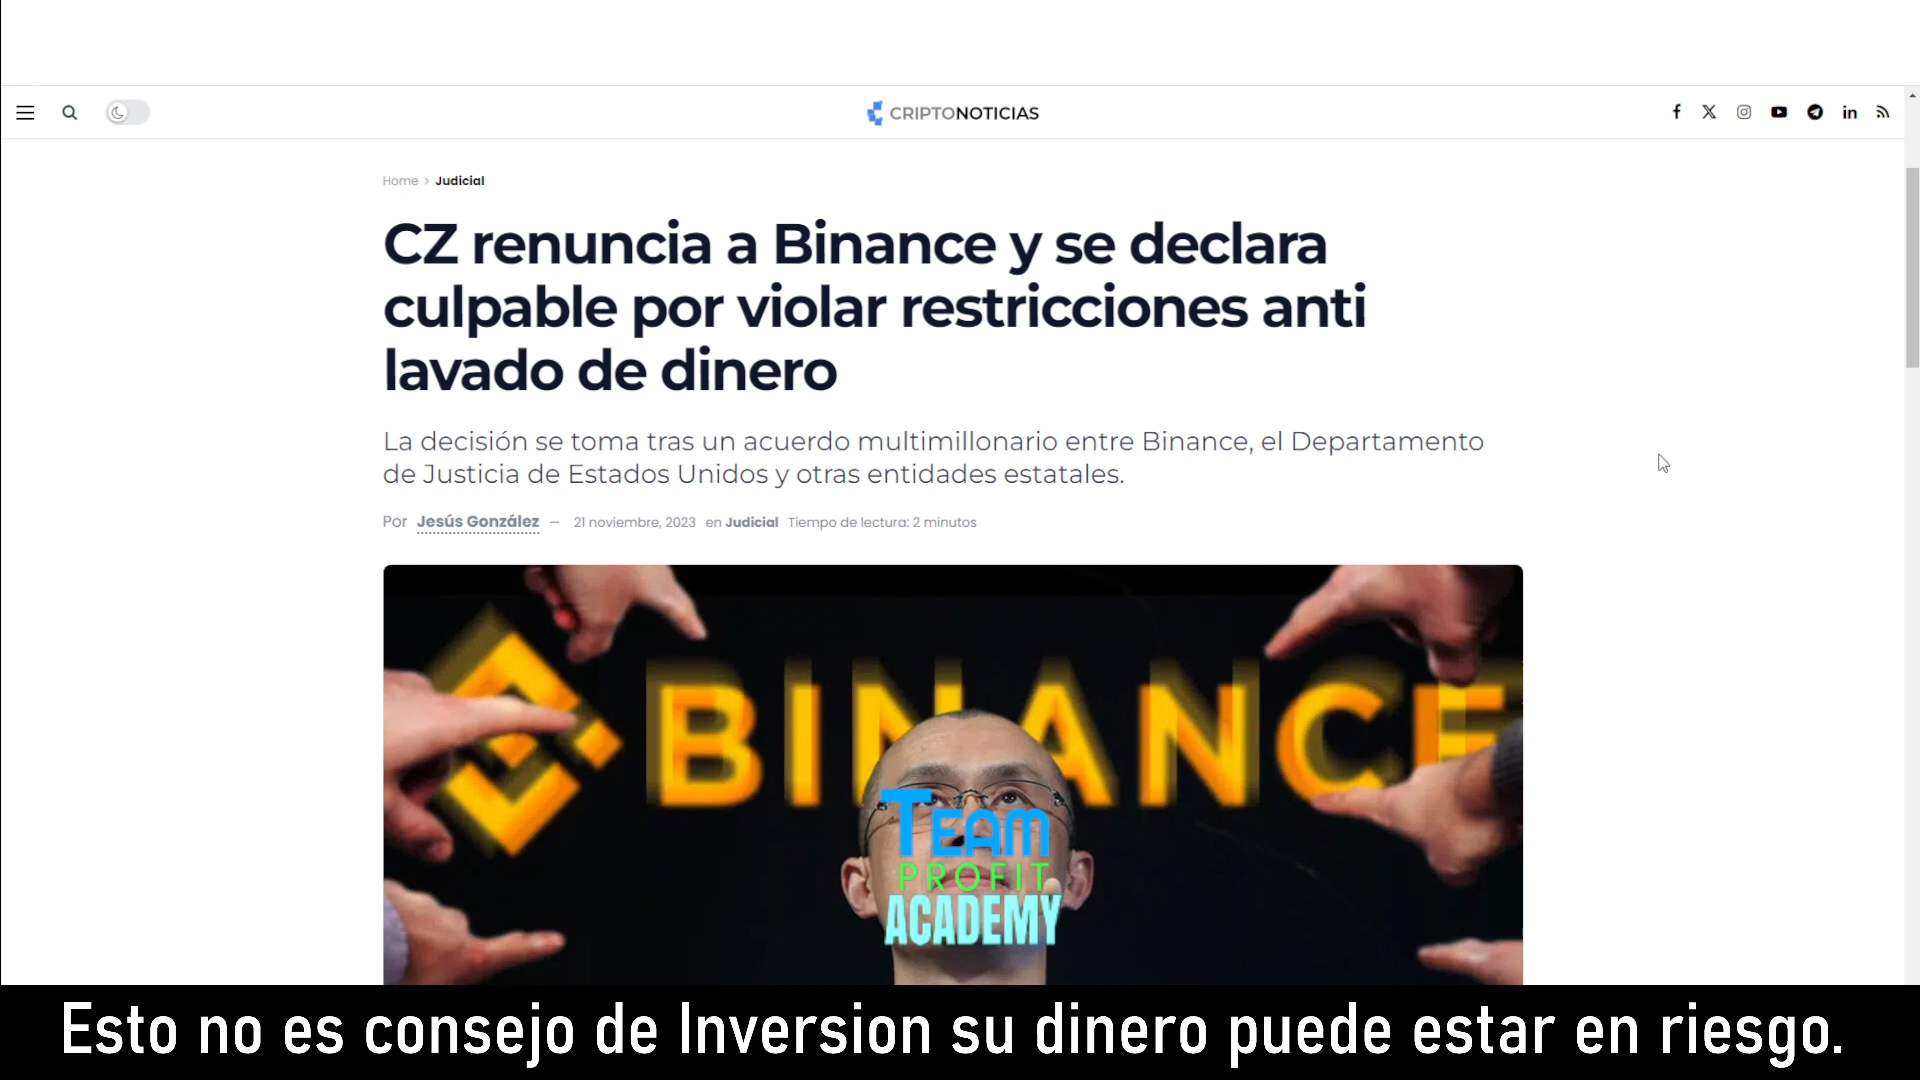 CRIPTONOTICIAS
Home > Judicial
CZ renuncia a Binance y se declara
culpable por violar restricciones anti
lavado de dinero
La decisión se toma tras un acuerdo multimillonario entre Binance, el Departamento
de Justicia de Estados Unidos y otras entidades estatales.
Por Jesús González — 21 noviembre, 2023 en Judicial Tiempo de lectura: 2 minutos
BINANCE
TEAM
PROFIT
ACADEMY
Esto no es consejo de Inversion su dinero puede estar en riesgo.